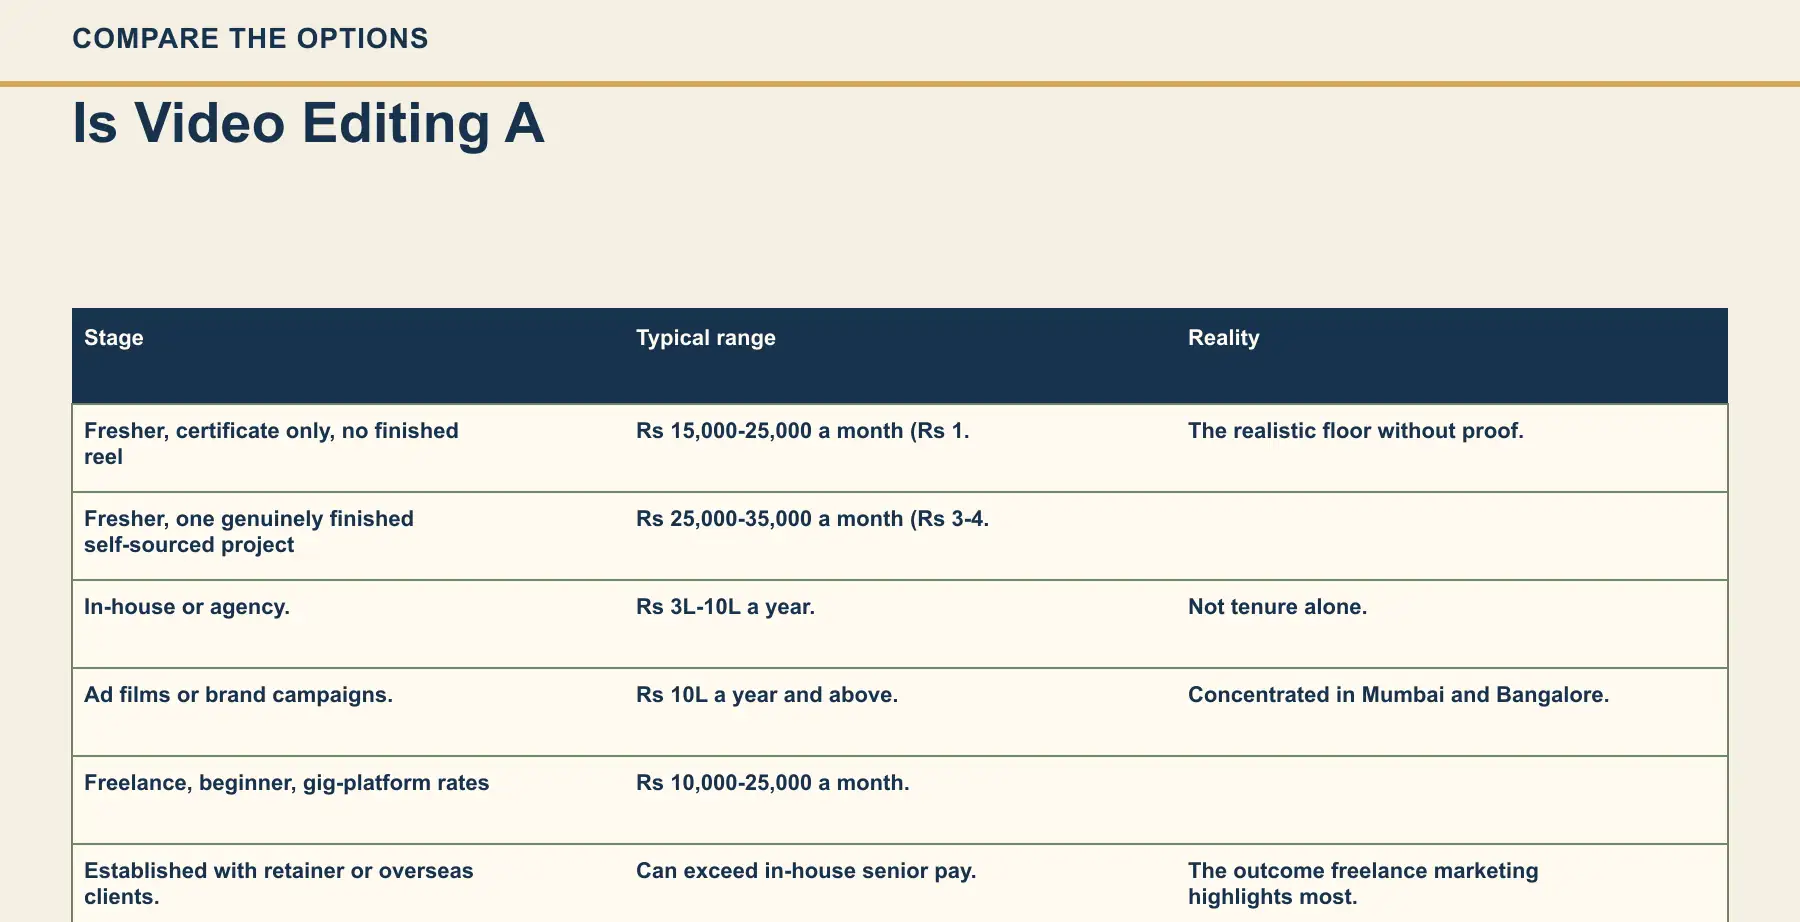 COMPARE THE OPTIONS
Is Video Editing A
Stage Typical range Reality
Fresher, certificate only, no finished reel Rs 15,000-25,000 a month (Rs 1. The realistic floor without proof.
Fresher, one genuinely finished self-sourced project Rs 25,000-35,000 a month (Rs 3-4.
In-house or agency. Rs 3L-10L a year. Not tenure alone.
Ad films or brand campaigns. Rs 10L a year and above. Concentrated in Mumbai and Bangalore.
Freelance, beginner, gig-platform rates Rs 10,000-25,000 a month.
Established with retainer or overseas clients. Can exceed in-house senior pay. The outcome freelance marketing highlights most.